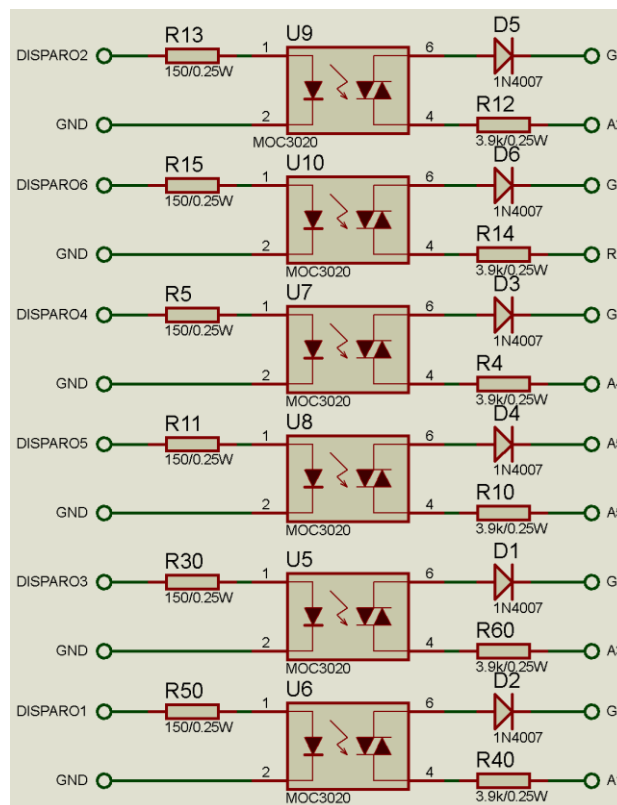 R13 U9 D5
DISPARO2 1 6 G
150/0.25W 1N4007
R12
GND 2 4 A
MOC3020 3.9k/0.25W
R15 U10 D6
DISPARO6 1 6 G
150/0.25W 1N4007
R14
GND 2 4 R
MOC3020 3.9k/0.25W
R5 U7 D3
DISPARO4 1 6 G
150/0.25W 1N4007
R4
GND 2 4 A4
MOC3020 3.9k/0.25W
R11 U8 D4
DISPARO5 1 6 A5
150/0.25W 1N4007
R10
GND 2 4 A5
MOC3020 3.9k/0.25W
R30 U5 D1
DISPARO3 1 6 G
150/0.25W 1N4007
R60
GND 2 4 A
MOC3020 3.9k/0.25W
R50 U6 D2
DISPARO1 1 6 G
150/0.25W 1N4007
R40
GND 2 4 A
MOC3020 3.9k/0.25W